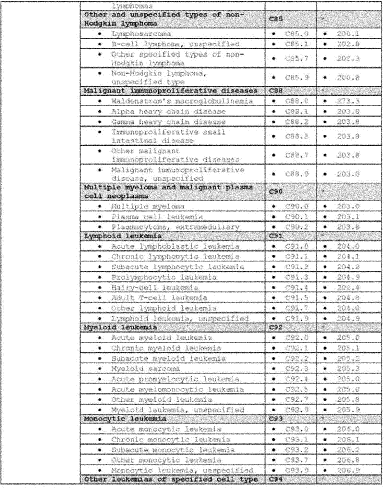 lymphomas
Other and unspecified types of non- C85
Hodgkin lymphoma
• Lymphosarcoma • C85.0 • 200.1
• B-cell lymphoma, unspecified • C85.1 • 202.8
• Other specified types of non- • C85.7
Hodgkin lymphoma
• Non-Hodgkin lymphoma, • C85.9
unspecified type
Malignant immunoproliferative diseases C88
• Waldenstrom's macroglobulinemia • C88.0 • 273.3
• Alpha heavy chain disease • C88.1 • 203.8
• Gamma heavy chain disease • C88.2 • 203.8
• Immunoproliferative small • C88.3 • 203.8
intestinal disease
• Other malignant • C88.7 • 203.8
immunoproliferative diseases
• Malignant immunoproliferative • C88.9
disease, unspecified
Multiple myeloma and malignant plasma C90
cell neoplasms
• Multiple myeloma • C90.0 • 203.0
• Plasma cell leukemia • C90.1 • 203.1
• Plasmacytoma, extramedullary • C90.2 • 203.8
Lymphoid leukemia C91
• Acute lymphoblastic leukemia • C91.0 • 204.0
• Chronic lymphocytic leukemia • C91.1 • 204.1
• Subacute lymphocytic leukemia • C91.2 • 204.2
• Prolymphocytic leukemia • C91.3 • 204.9
• Hairy-cell leukemia • C91.4
• Adult T-cell leukemia • C91.5 • 204.8
• Other lymphoid leukemia • C91.7
• Lymphoid leukemia, unspecified • C91.9 • 204.9
Myeloid leukemia C92
• Acute myeloid leukemia • C92.0 • 205.0
• Chronic myeloid leukemia • C92.1 • 205.1
• Subacute myeloid leukemia • C92.2 • 205.2
• Myeloid sarcoma • C92.3 • 205.3
• Acute promyelocytic leukemia • C92.4 • 205.0
• Acute myelomonocytic leukemia • C92.5 • 205.0
• Other myeloid leukemia • C92.7 • 205.8
• Myeloid leukemia, unspecified • C92.9 • 205.9
Monocytic leukemia C93
• Acute monocytic leukemia • C93.0 • 206.0
• Chronic monocytic leukemia • C93.1 • 206.1
• Subacute monocytic leukemia • C93.2 • 206.2
• Other monocytic leukemia • C93.7 • 206.8
• Monocytic leukemia, unspecified • C93.9 • 206.9
Other leukemias of specified cell type C94